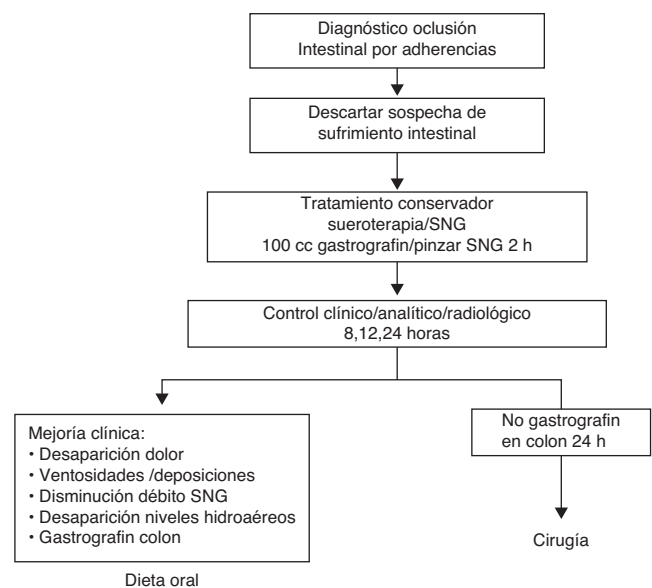 Diagnóstico oclusión
Intestinal por adherencias
Descartar sospecha de
sufrimiento intestinal
Tratamiento conservador
sueroterapia/SNG
100 cc gastrografin/pinzar SNG 2 h
Control clínico/analítico/radiológico
8,12,24 horas
Mejoría clínica:
• Desaparición dolor
• Ventosidades /deposiciones
• Disminución débito SNG
• Desaparición niveles hidroaéreos
• Gastrografin colon
Dieta oral
No gastrografin
en colon 24 h
Cirugía